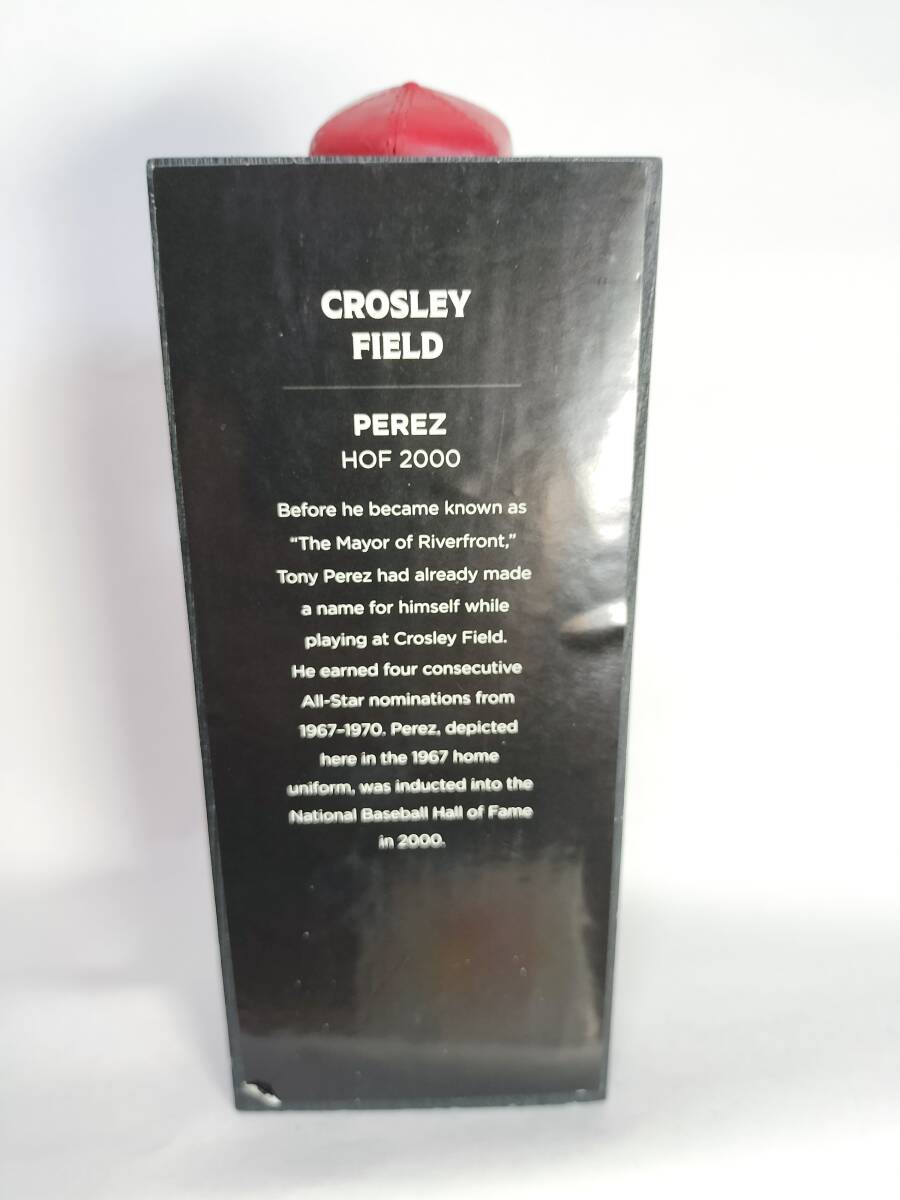 CROSLEY
FIELD
PEREZ
HOF 2000
Before he became known as
"The Mayor of Riverfront,"
Tony Perez had already made
a name for himself while
playing at Crosley Field.
He earned four consecutive
All-Star nominations from
1967-1970. Perez, depicted
here in the 1967 home
uniform, was inducted into the
National Baseball Hall of Fame
in 2000.